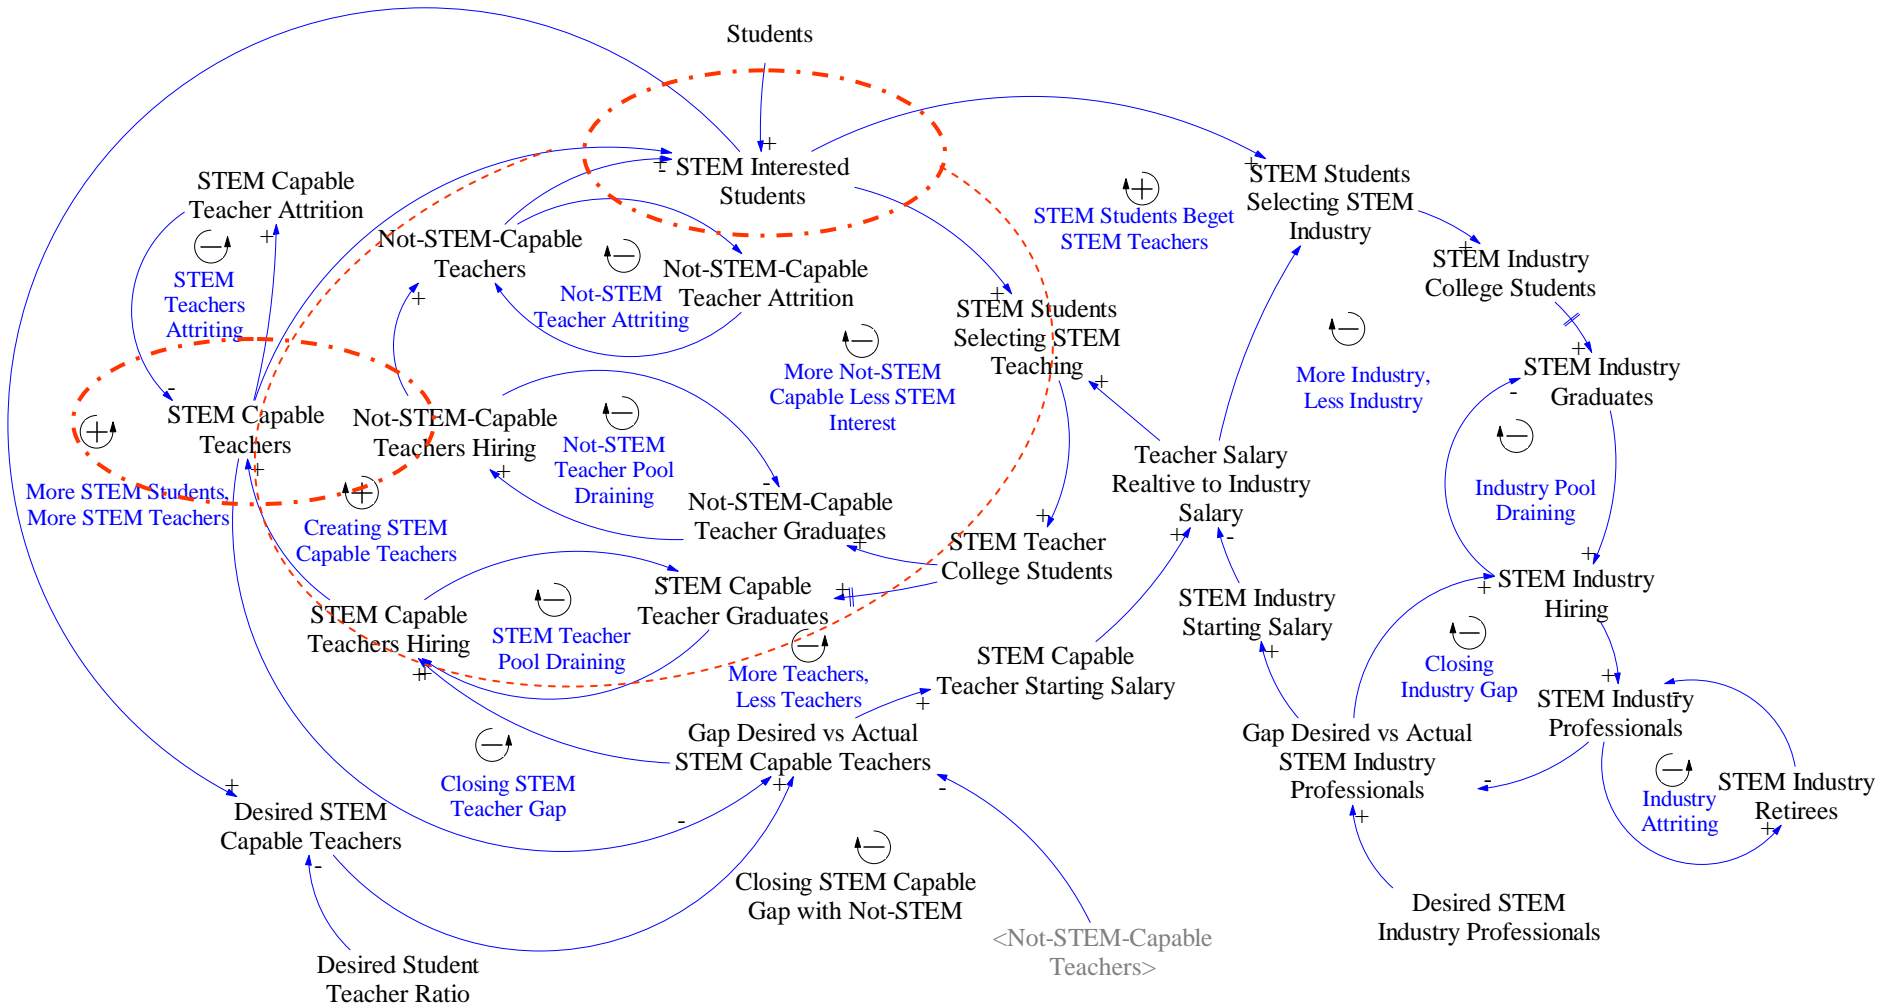 Students
STEM Interested
Students
STEM Capable
Teacher Attrition
STEM
Teachers
Attriting
Not-STEM-Capable
Teachers
Not-STEM
Teacher Attriting
Not-STEM-Capable
Teacher Attrition
STEM Students Beget
STEM Teachers
STEM Students
Selecting STEM
Industry
STEM Industry
College Students
STEM Students
Selecting STEM
Teaching
More Not-STEM
Capable Less STEM
Interest
More Industry,
Less Industry
STEM Industry
Graduates
STEM Capable
Teachers
Not-STEM-Capable
Teachers Hiring
Not-STEM
Teacher Pool
Draining
More STEM Students,
More STEM Teachers
Creating STEM
Capable Teachers
Not-STEM-Capable
Teacher Graduates
Teacher Salary
Realtive to Industry
Salary
Industry Pool
Draining
STEM Teacher
College Students
STEM Capable
Teacher Graduates
STEM Capable
Teachers Hiring
STEM Teacher
Pool Draining
STEM Industry
Starting Salary
STEM Industry
Hiring
More Teachers,
Less Teachers
STEM Capable
Teacher Starting Salary
Closing
Industry Gap
STEM Industry
Professionals
Gap Desired vs Actual
STEM Capable Teachers
Gap Desired vs Actual
STEM Industry
Professionals
Closing STEM
Teacher Gap
Industry
Attriting
STEM Industry
Retirees
Desired STEM
Capable Teachers
Closing STEM Capable
Gap with Not-STEM
Desired STEM
Industry Professionals
<Not-STEM-Capable
Teachers>
Desired Student
Teacher Ratio